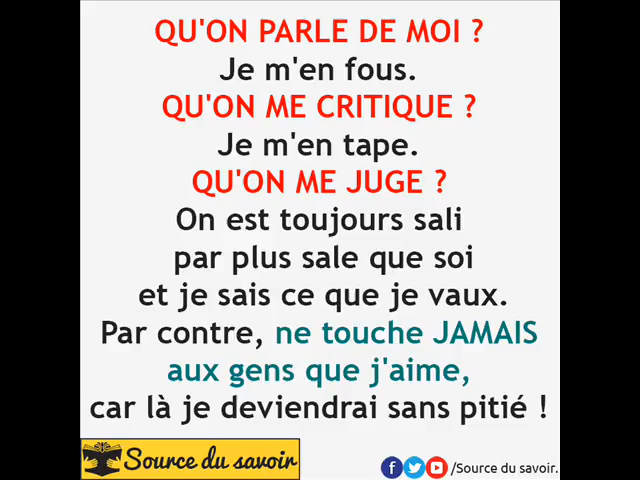 QU'ON PARLE DE MOI ?
Je m'en fous.
QU'ON ME CRITIQUE ?
Je m'en tape.
QU'ON ME JUGE ?
On est toujours sali
par plus sale que soi
et je sais ce que je vaux.
Par contre, ne touche JAMAIS
aux gens que j'aime,
car là je deviendrai sans pitié !
Source du savoir
/Source du savoir.